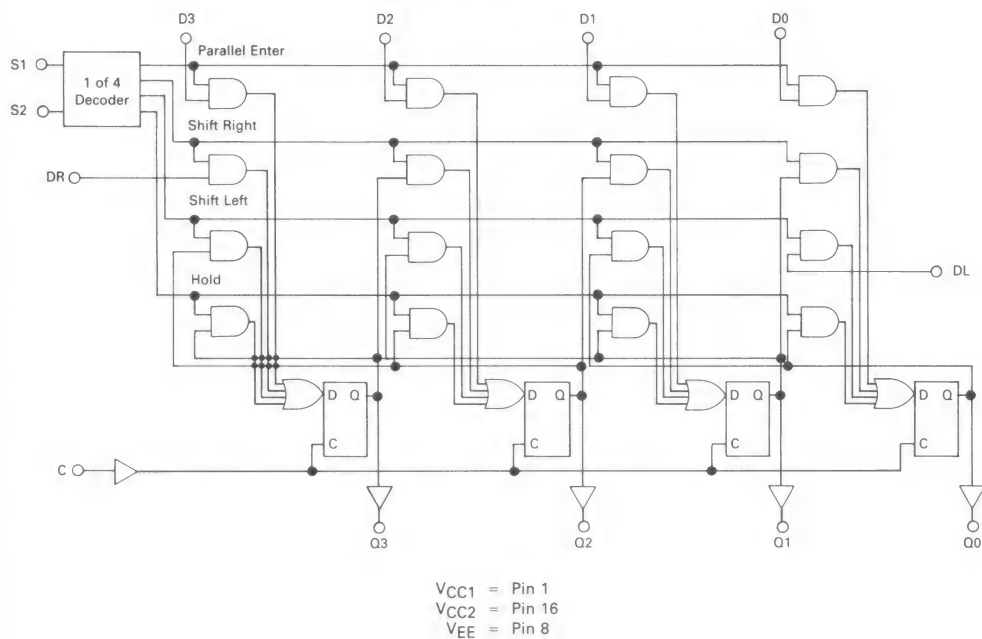 D3
D2
D1
D0
Parallel Enter
S1
1 of 4
Decoder
S2
Shift Right
DR
Shift Left
DL
Hold
D Q
C
D Q
C
D Q
C
D Q
C
C
Q3
Q2
Q1
Q0
VCC1 = Pin 1
VCC2 = Pin 16
VEE = Pin 8